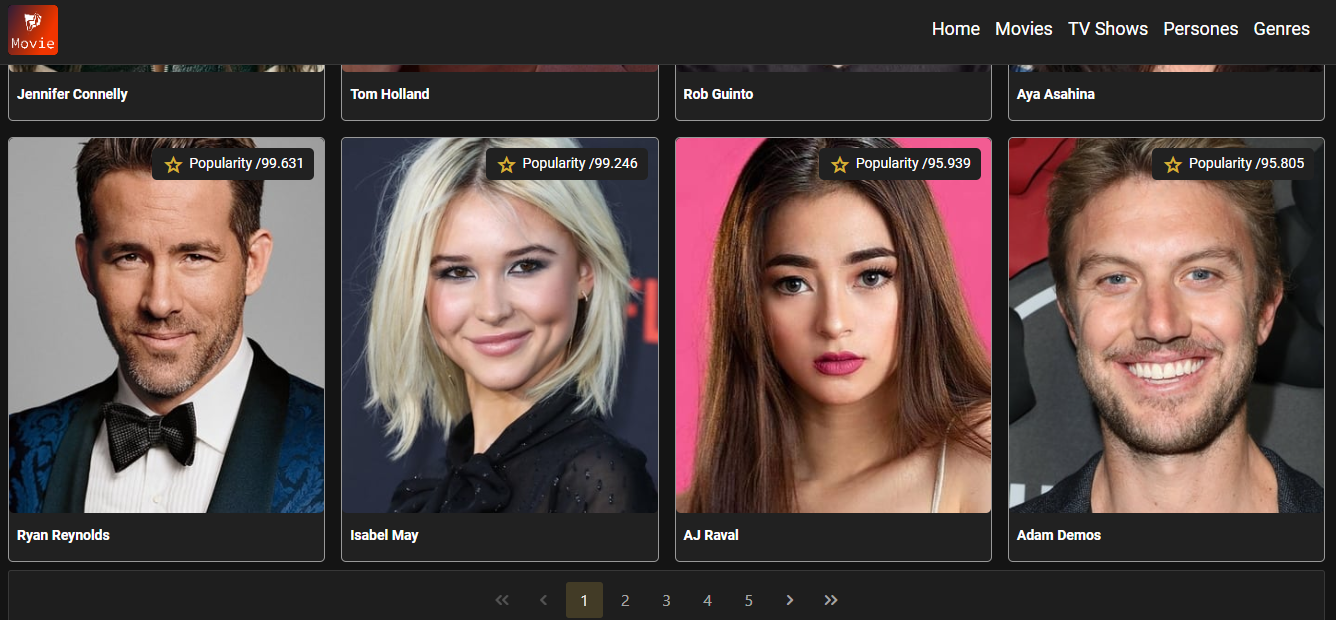 Movie
Home Movies TV Shows Persones Genres
Jennifer Connelly
Tom Holland
Rob Guinto
Aya Asahina
Popularity /99.631
Popularity /99.246
Popularity /95.939
Popularity /95.805
Ryan Reynolds
Isabel May
AJ Raval
Adam Demos
« ‹ 1 2 3 4 5 › »